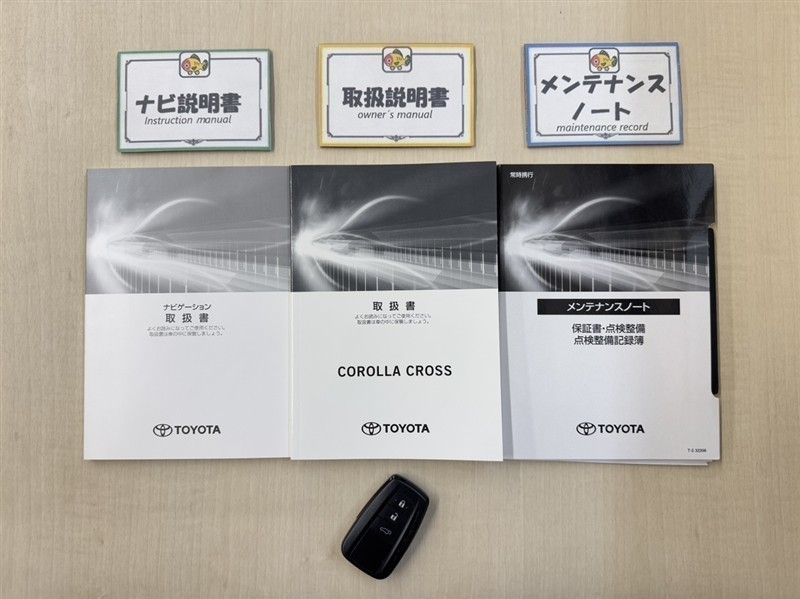 ナビ説明書
Instruction manual
取扱説明書
owner's manual
メンテナンス
ノート
maintenance record
ナビゲーション
取扱書
よくお読みになってご使用ください。
取扱書は車の中に保管しましょう。
TOYOTA
取扱書
よくお読みになってご使用ください。
取扱書は車の中に保管しましょう。
COROLLA CROSS
TOYOTA
常時携行
メンテナンスノート
保証書・点検整備
点検整備記録簿
TOYOTA